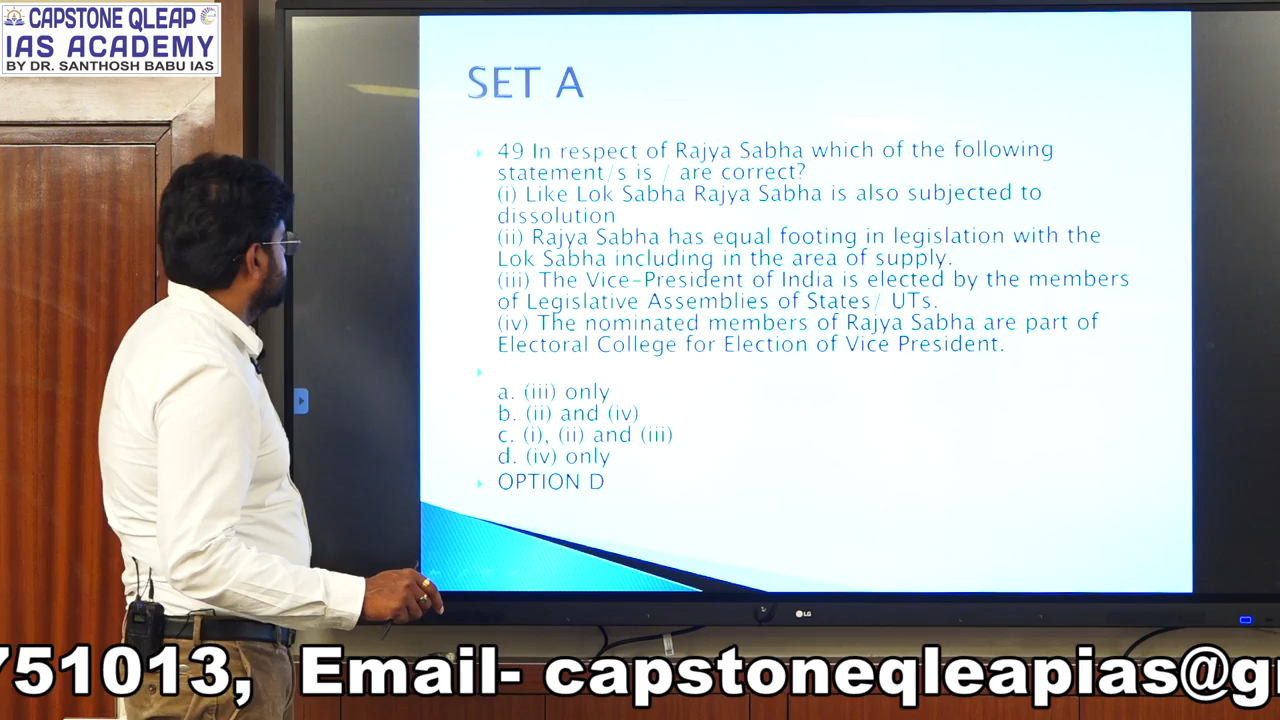 CAPSTONE QLEAP
IAS ACADEMY
BY DR. SANTHOSH BABU IAS
SET A
49 In respect of Rajya Sabha which of the following
statement/s is / are correct?
(i) Like Lok Sabha Rajya Sabha is also subjected to
dissolution
(ii) Rajya Sabha has equal footing in legislation with the
Lok Sabha including in the area of supply.
(iii) The Vice-President of India is elected by the members
of Legislative Assemblies of States/ UTs.
(iv) The nominated members of Rajya Sabha are part of
Electoral College for Election of Vice President.
a. (iii) only
b. (ii) and (iv)
c. (i), (ii) and (iii)
d. (iv) only
OPTION D
LG
751013, Email- capstoneqleapias@g